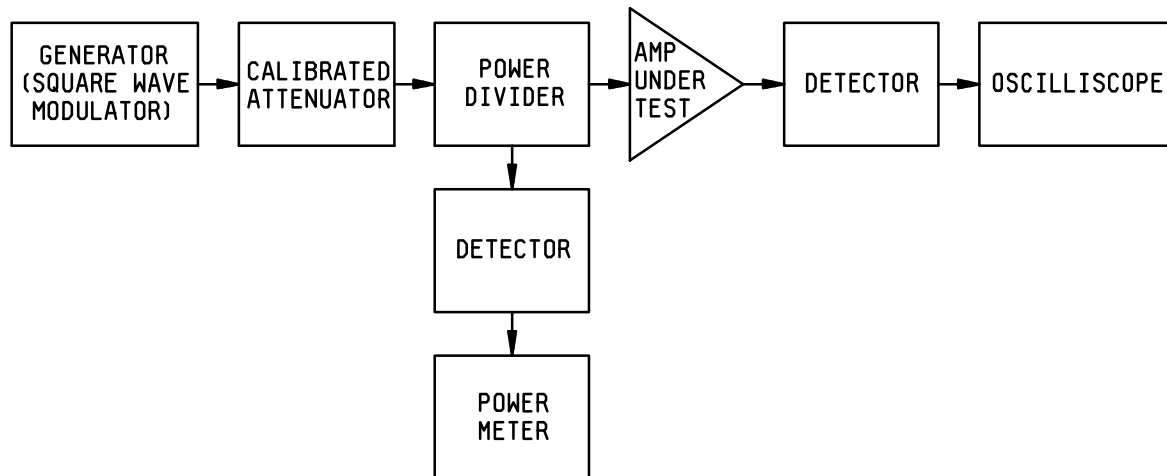 GENERATOR
(SQUARE WAVE
MODULATOR)
CALIBRATED
ATTENUATOR
POWER
DIVIDER
AMP
UNDER
TEST
DETECTOR
OSCILLISCOPE
DETECTOR
POWER
METER